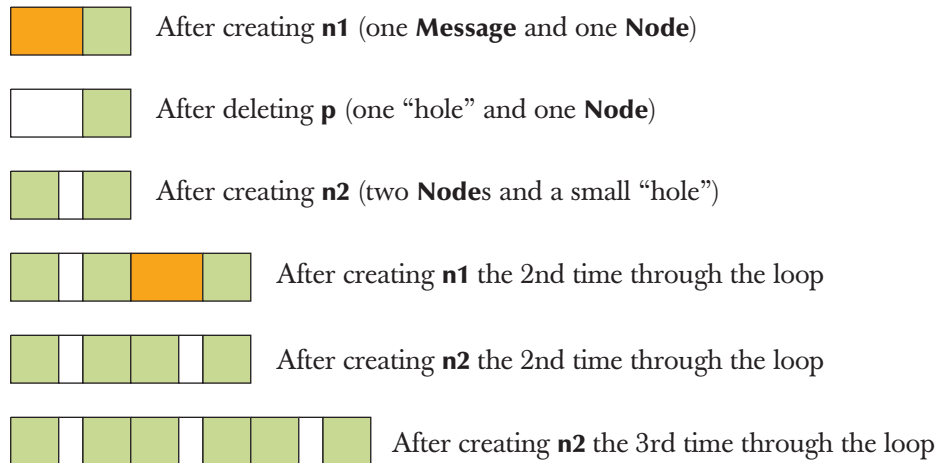 After creating n1 (one Message and one Node)
After deleting p (one “hole” and one Node)
After creating n2 (two Nodes and a small “hole”)
After creating n1 the 2nd time through the loop
After creating n2 the 2nd time through the loop
After creating n2 the 3rd time through the loop